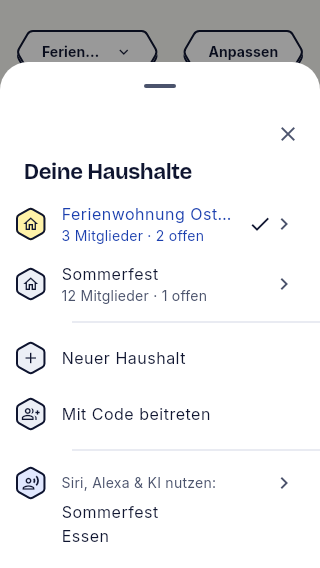 Ferien...
Anpassen
Deine Haushalte
Ferienwohnung Ost...
3 Mitglieder · 2 offen
Sommerfest
12 Mitglieder · 1 offen
Neuer Haushalt
Mit Code beitreten
Siri, Alexa & KI nutzen:
Sommerfest
Essen